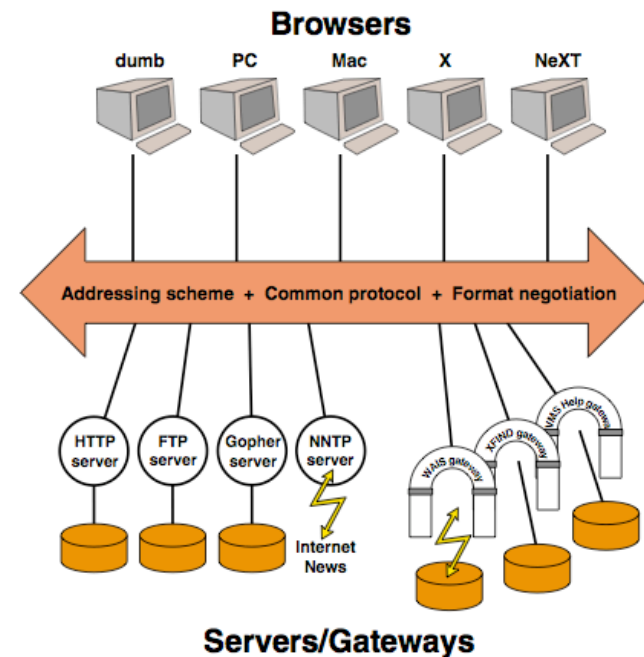 Browsers
dumb PC Mac X NeXT
Addressing scheme + Common protocol + Format negotiation
HTTP server
FTP server
Gopher server
NNTP server
Internet News
WAIS gateway
XFIND gateway
VMS Help gateway
Servers/Gateways